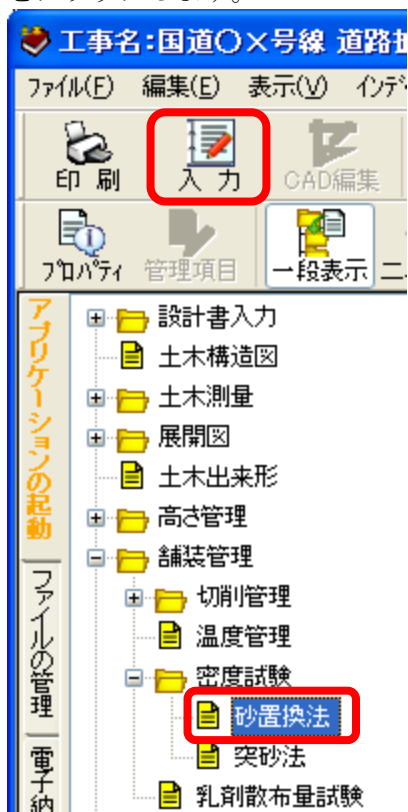 工事名:国道○×号線 道路
ファイル(F) 編集(E) 表示(V) インデ
印 刷 入 力 CAD編集
プロパティ 管理項目 一段表示 二
アプリケーションの起動
ファイルの管理
電子納
設計書入力
土木構造図
土木測量
展開図
土木出来形
高さ管理
舗装管理
切削管理
温度管理
密度試験
砂置換法
突砂法
乳剤散布量試験